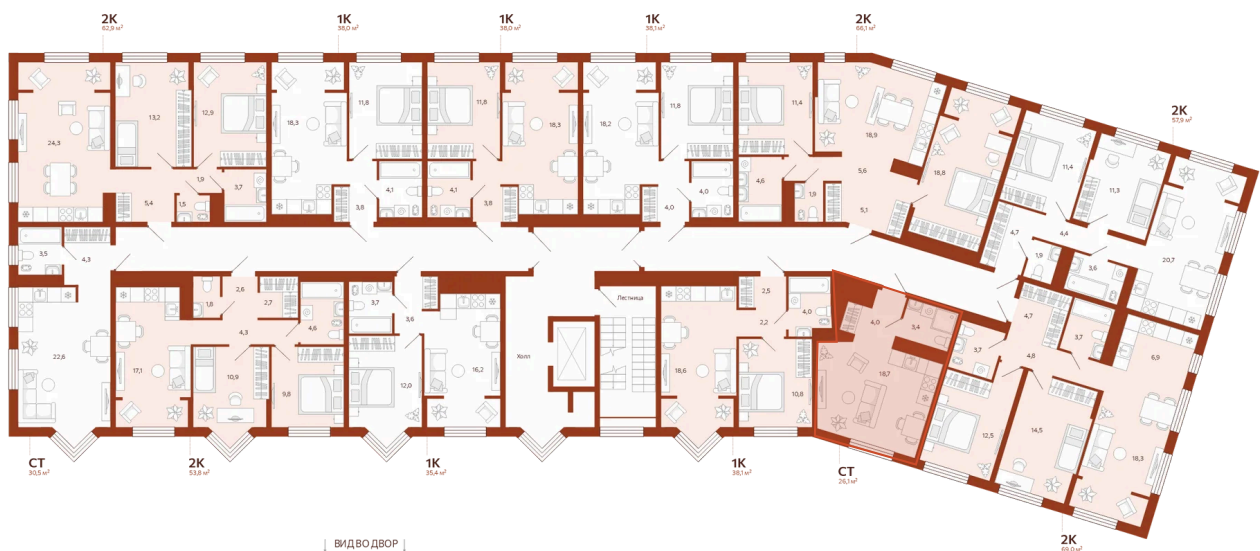 2К
62,9 м²
1К
38,0 м²
1К
38,0 м²
1К
38,1 м²
2К
66,1 м²
2К
57,9 м²
24,3
13,2
12,9
18,3
11,8
11,8
18,3
18,2
11,8
11,4
18,9
18,8
11,4
11,3
20,7
5,4
1,9
1,5
3,7
3,8
4,1
4,1
3,8
4,0
4,0
4,6
1,9
5,6
5,1
4,7
4,4
1,9
3,6
3,5
4,3
22,6
17,1
1,8
2,6
2,7
4,3
4,6
10,9
9,8
3,7
3,6
12,0
16,2
Холл
Лестница
18,6
2,5
2,2
4,0
10,8
4,0
3,4
18,7
3,7
4,7
4,8
3,7
6,9
12,5
14,5
18,3
СТ
30,5 м²
2К
53,8 м²
1К
35,4 м²
1К
38,1 м²
СТ
26,1 м²
2К
69,0 м²
ВИД ВО ДВОР